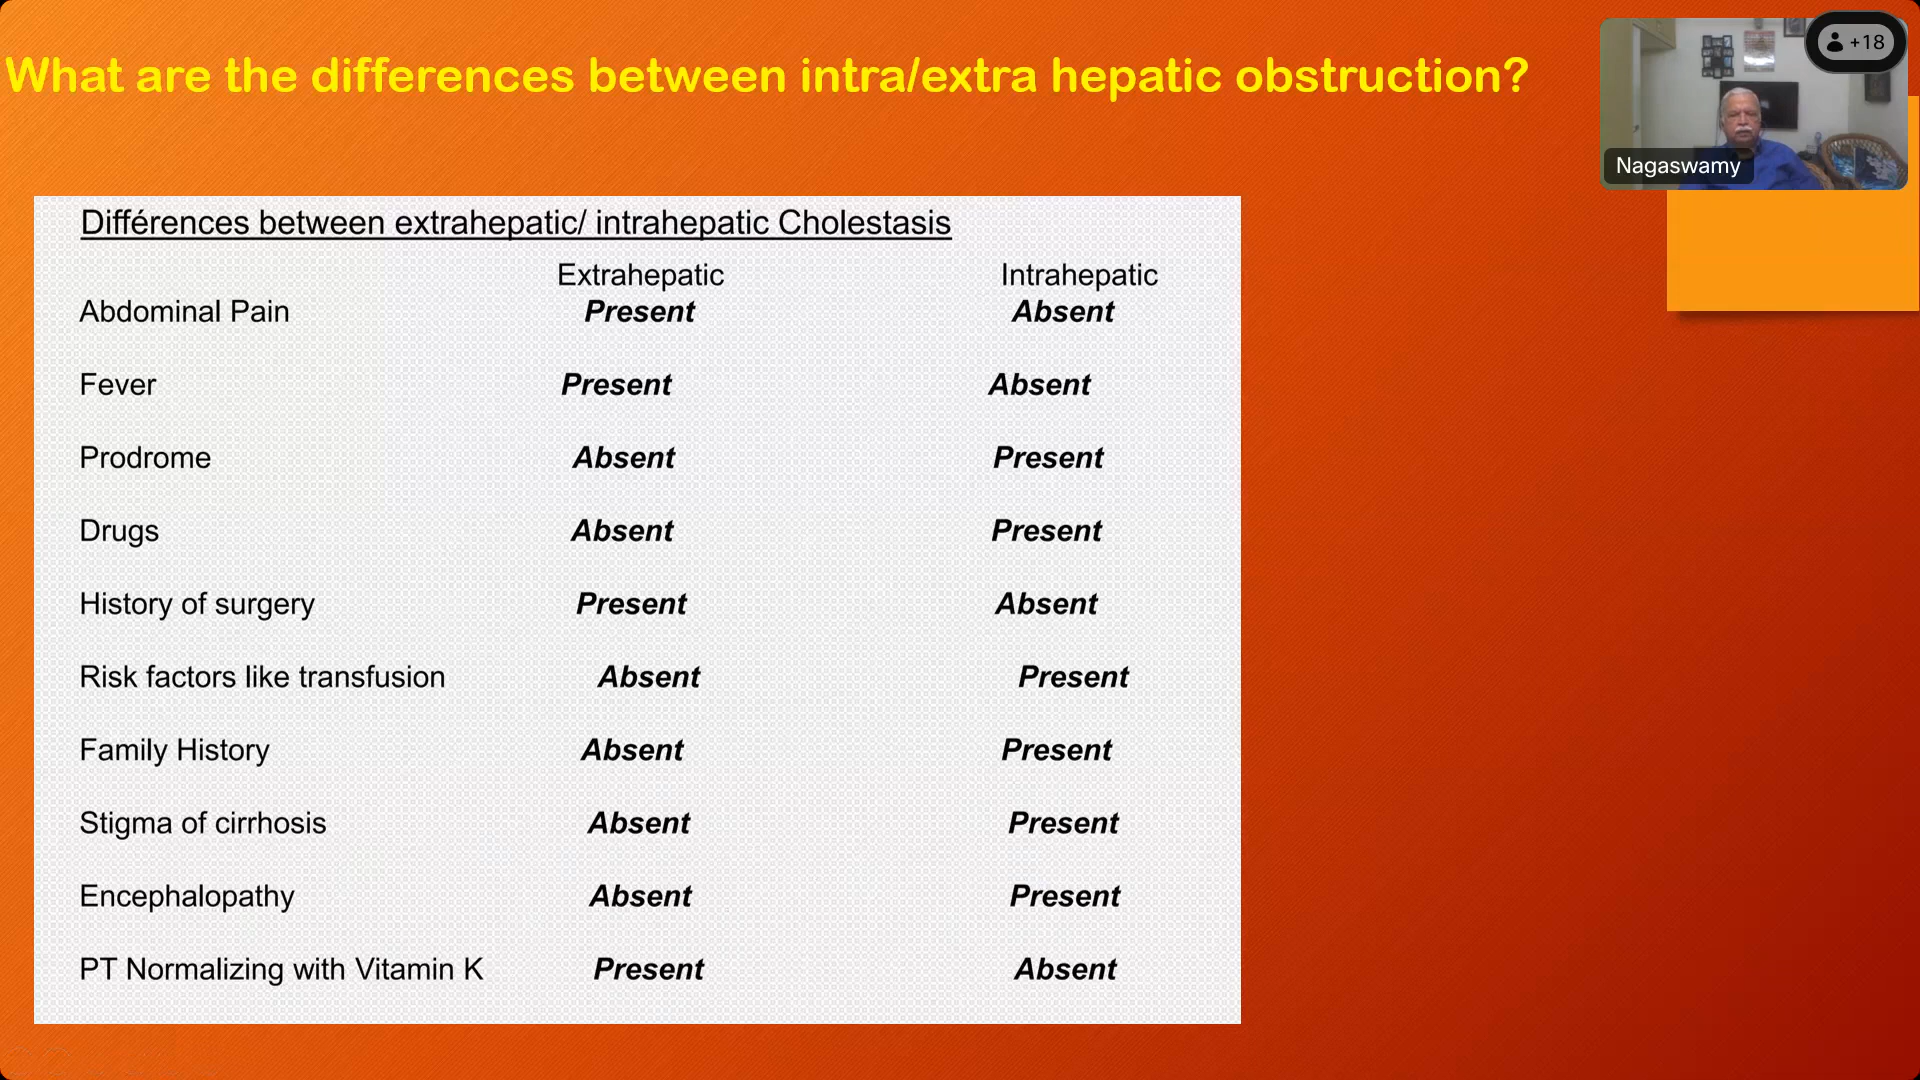 What are the differences between intra/extra hepatic obstruction?
+18
Nagaswamy
Différences between extrahepatic/ intrahepatic Cholestasis
Extrahepatic Intrahepatic
Abdominal Pain Present Absent
Fever Present Absent
Prodrome Absent Present
Drugs Absent Present
History of surgery Present Absent
Risk factors like transfusion Absent Present
Family History Absent Present
Stigma of cirrhosis Absent Present
Encephalopathy Absent Present
PT Normalizing with Vitamin K Present Absent